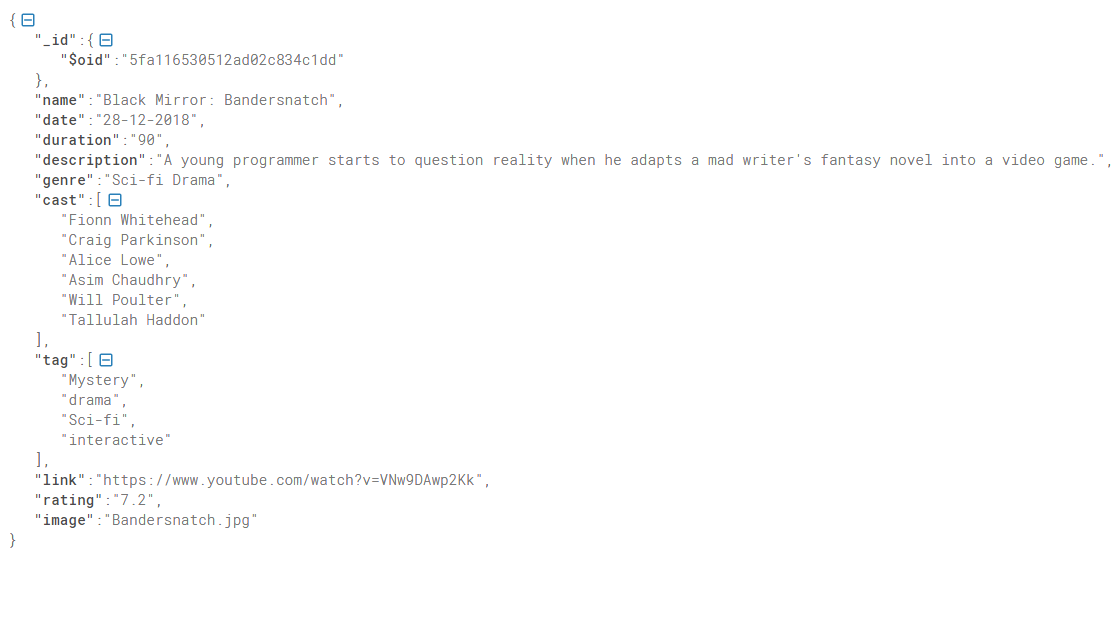 {
"_id":{
"$oid":"5fa116530512ad02c834c1dd"
},
"name":"Black Mirror: Bandersnatch",
"date":"28-12-2018",
"duration":"90",
"description":"A young programmer starts to question reality when he adapts a mad writer's fantasy novel into a video game.",
"genre":"Sci-fi Drama",
"cast":[
"Fionn Whitehead",
"Craig Parkinson",
"Alice Lowe",
"Asim Chaudhry",
"Will Poulter",
"Tallulah Haddon"
],
"tag":[
"Mystery",
"drama",
"Sci-fi",
"interactive"
],
"link":"https://www.youtube.com/watch?v=VNw9DAwp2Kk",
"rating":"7.2",
"image":"Bandersnatch.jpg"
}